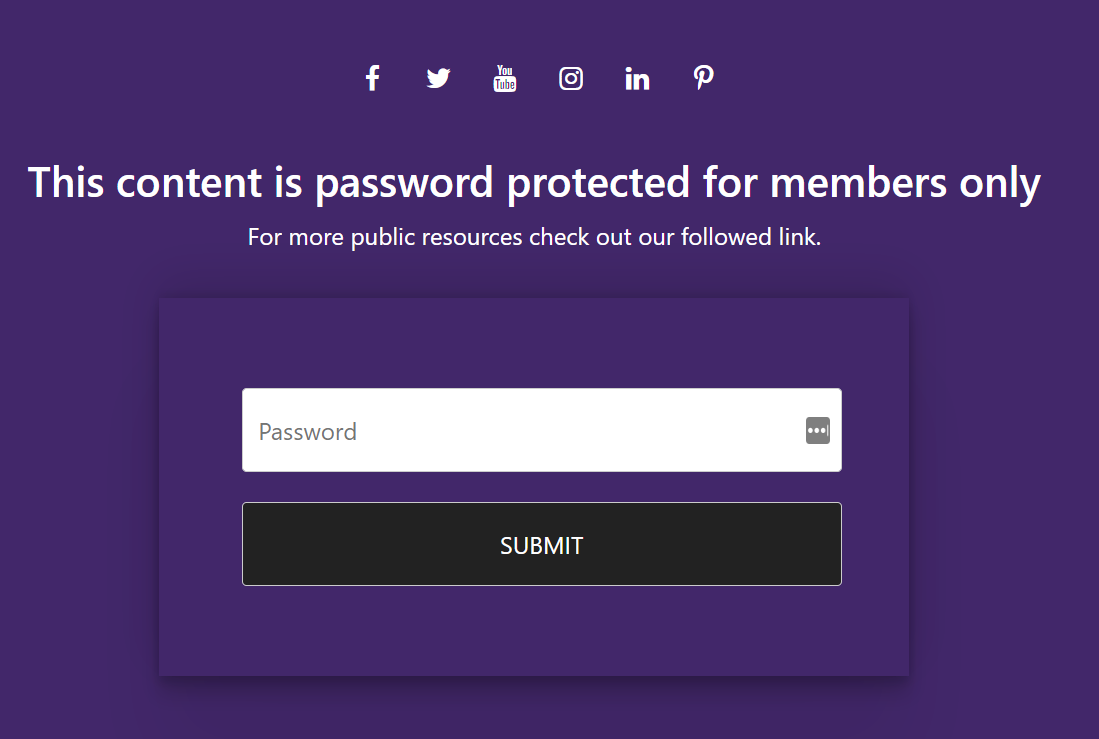 You
Tube
This content is password protected for members only
For more public resources check out our followed link.
Password
SUBMIT